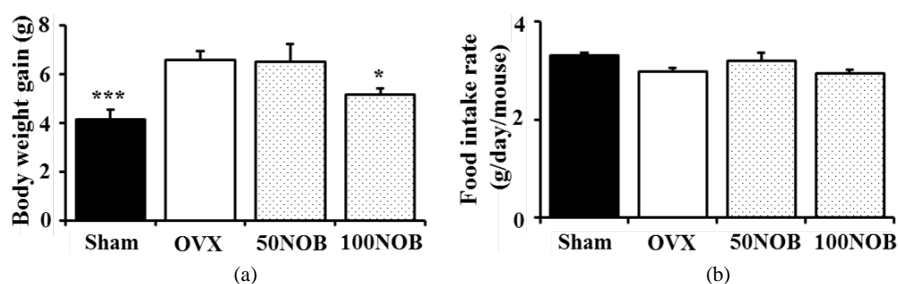 Body weight gain (g)
8
6
4
2
0
***
*
Sham OVX 50NOB 100NOB
(a)
Food intake rate
(g/day/mouse)
4
2
0
Sham OVX 50NOB 100NOB
(b)